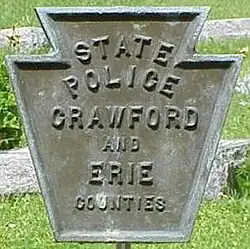 STATE
POLICE
CRAWFORD
AND
ERIE
COUNTIES